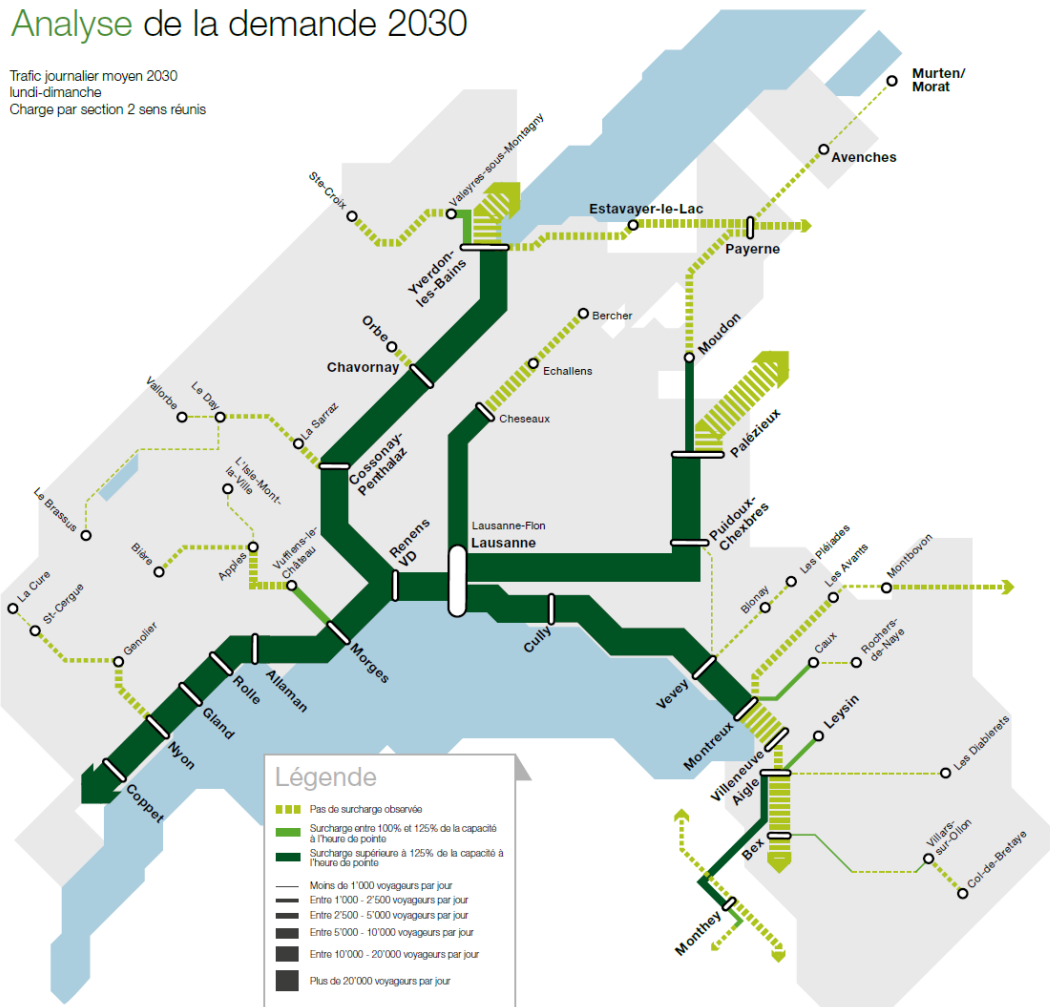 Analyse de la demande 2030
Trafic journalier moyen 2030
lundi-dimanche
Charge par section 2 sens réunis
Murten/
Morat
Avenches
Valeyres-sous-Montagny
Ste-Croix
Estavayer-le-Lac
Payerne
Yverdon-
les-Bains
Bercher
Orbe
Chavornay
Moudon
Echallens
Vallorbe
Le Day
La Sarraz
Cheseaux
Palézieux
Cossonay-
Penthalaz
L'Isle-Mont-
la-Ville
Le Brassus
Lausanne-Flon
Lausanne
Renens
VD
Puidoux-
Chexbres
Bière
Apples
Vufflens-le-
Château
Les Pléiades
Les Avants
Montbovon
La Cure
St-Cergue
Genolier
Blonay
Cully
Morges
Caux
Rochers-
de-Naye
Allaman
Rolle
Gland
Nyon
Coppet
Vevey
Montreux
Villeneuve
Leysin
Aigle
Les Diablerets
Bex
Villars-
sur-Ollon
Col-de-Bretaye
Monthey
Légende
Pas de surcharge observée
Surcharge entre 100% et 125% de la capacité
à l'heure de pointe
Surcharge supérieure à 125% de la capacité à
l'heure de pointe
Moins de 1'000 voyageurs par jour
Entre 1'000 - 2'500 voyageurs par jour
Entre 2'500 - 5'000 voyageurs par jour
Entre 5'000 - 10'000 voyageurs par jour
Entre 10'000 - 20'000 voyageurs par jour
Plus de 20'000 voyageurs par jour